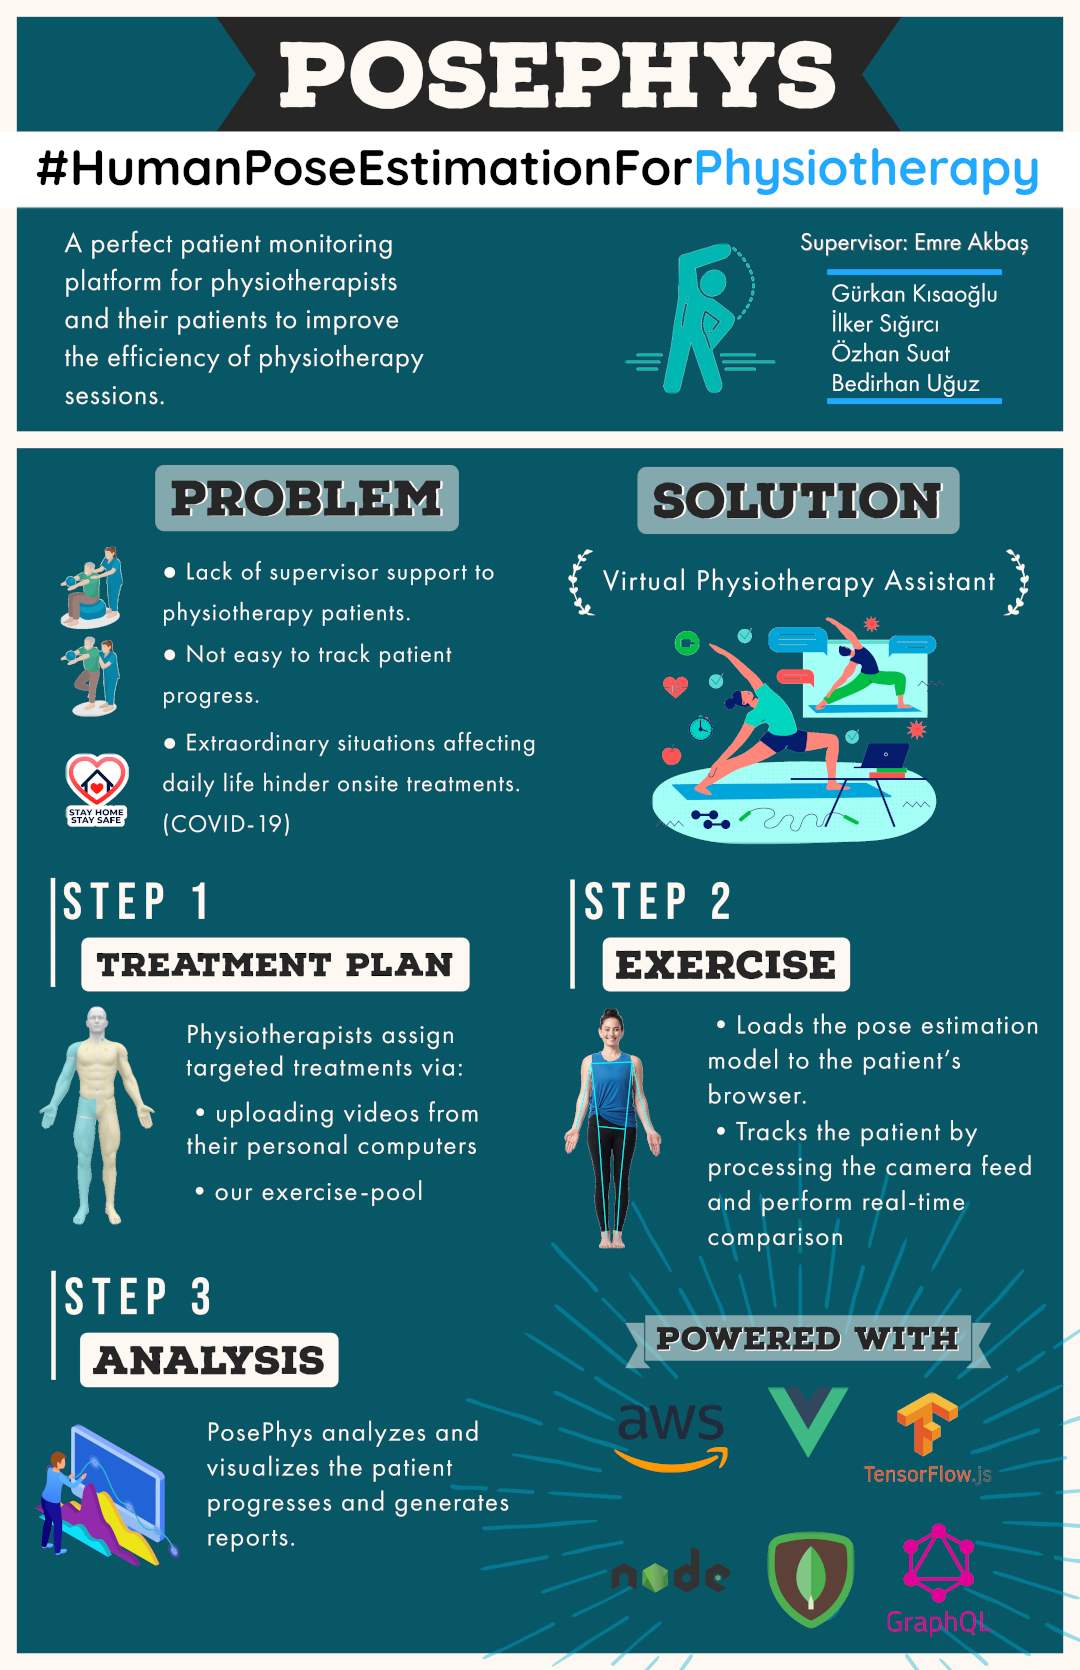 POSEPHYS
#HumanPoseEstimationForPhysiotherapy
A perfect patient monitoring
platform for physiotherapists
and their patients to improve
the efficiency of physiotherapy
sessions.
Supervisor: Emre Akbaş
Gürkan Kısaoğlu
İlker Sığırcı
Özhan Suat
Bedirhan Uğuz
PROBLEM
● Lack of supervisor support to
physiotherapy patients.
● Not easy to track patient
progress.
● Extraordinary situations affecting
daily life hinder onsite treatments.
(COVID-19)
STAY HOME
STAY SAFE
SOLUTION
Virtual Physiotherapy Assistant
STEP 1
TREATMENT PLAN
Physiotherapists assign
targeted treatments via:
• uploading videos from
their personal computers
• our exercise-pool
STEP 2
EXERCISE
• Loads the pose estimation
model to the patient's
browser.
• Tracks the patient by
processing the camera feed
and perform real-time
comparison
STEP 3
ANALYSIS
PosePhys analyzes and
visualizes the patient
progresses and generates
reports.
POWERED WITH
aws
TensorFlow.js
node
GraphQL